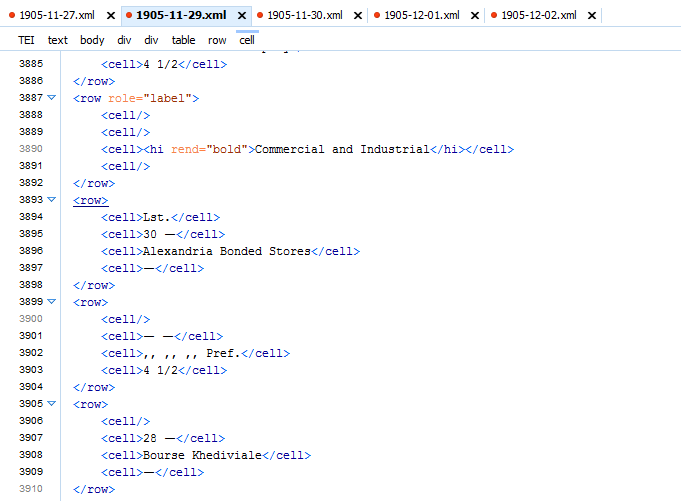 1905-11-27.xml 1905-11-29.xml 1905-11-30.xml 1905-12-01.xml 1905-12-02.xml
TEI text body div div table row cell
3885 <cell>4 1/2</cell>
3886 </row>
3887 <row role="label">
3888 <cell/>
3889 <cell/>
3890 <cell><hi rend="bold">Commercial and Industrial</hi></cell>
3891 <cell/>
3892 </row>
3893 <row>
3894 <cell>Lst.</cell>
3895 <cell>30 —</cell>
3896 <cell>Alexandria Bonded Stores</cell>
3897 <cell>—</cell>
3898 </row>
3899 <row>
3900 <cell/>
3901 <cell>— —</cell>
3902 <cell>,, ,, ,, Pref.</cell>
3903 <cell>4 1/2</cell>
3904 </row>
3905 <row>
3906 <cell/>
3907 <cell>28 —</cell>
3908 <cell>Bourse Khediviale</cell>
3909 <cell>—</cell>
3910 </row>